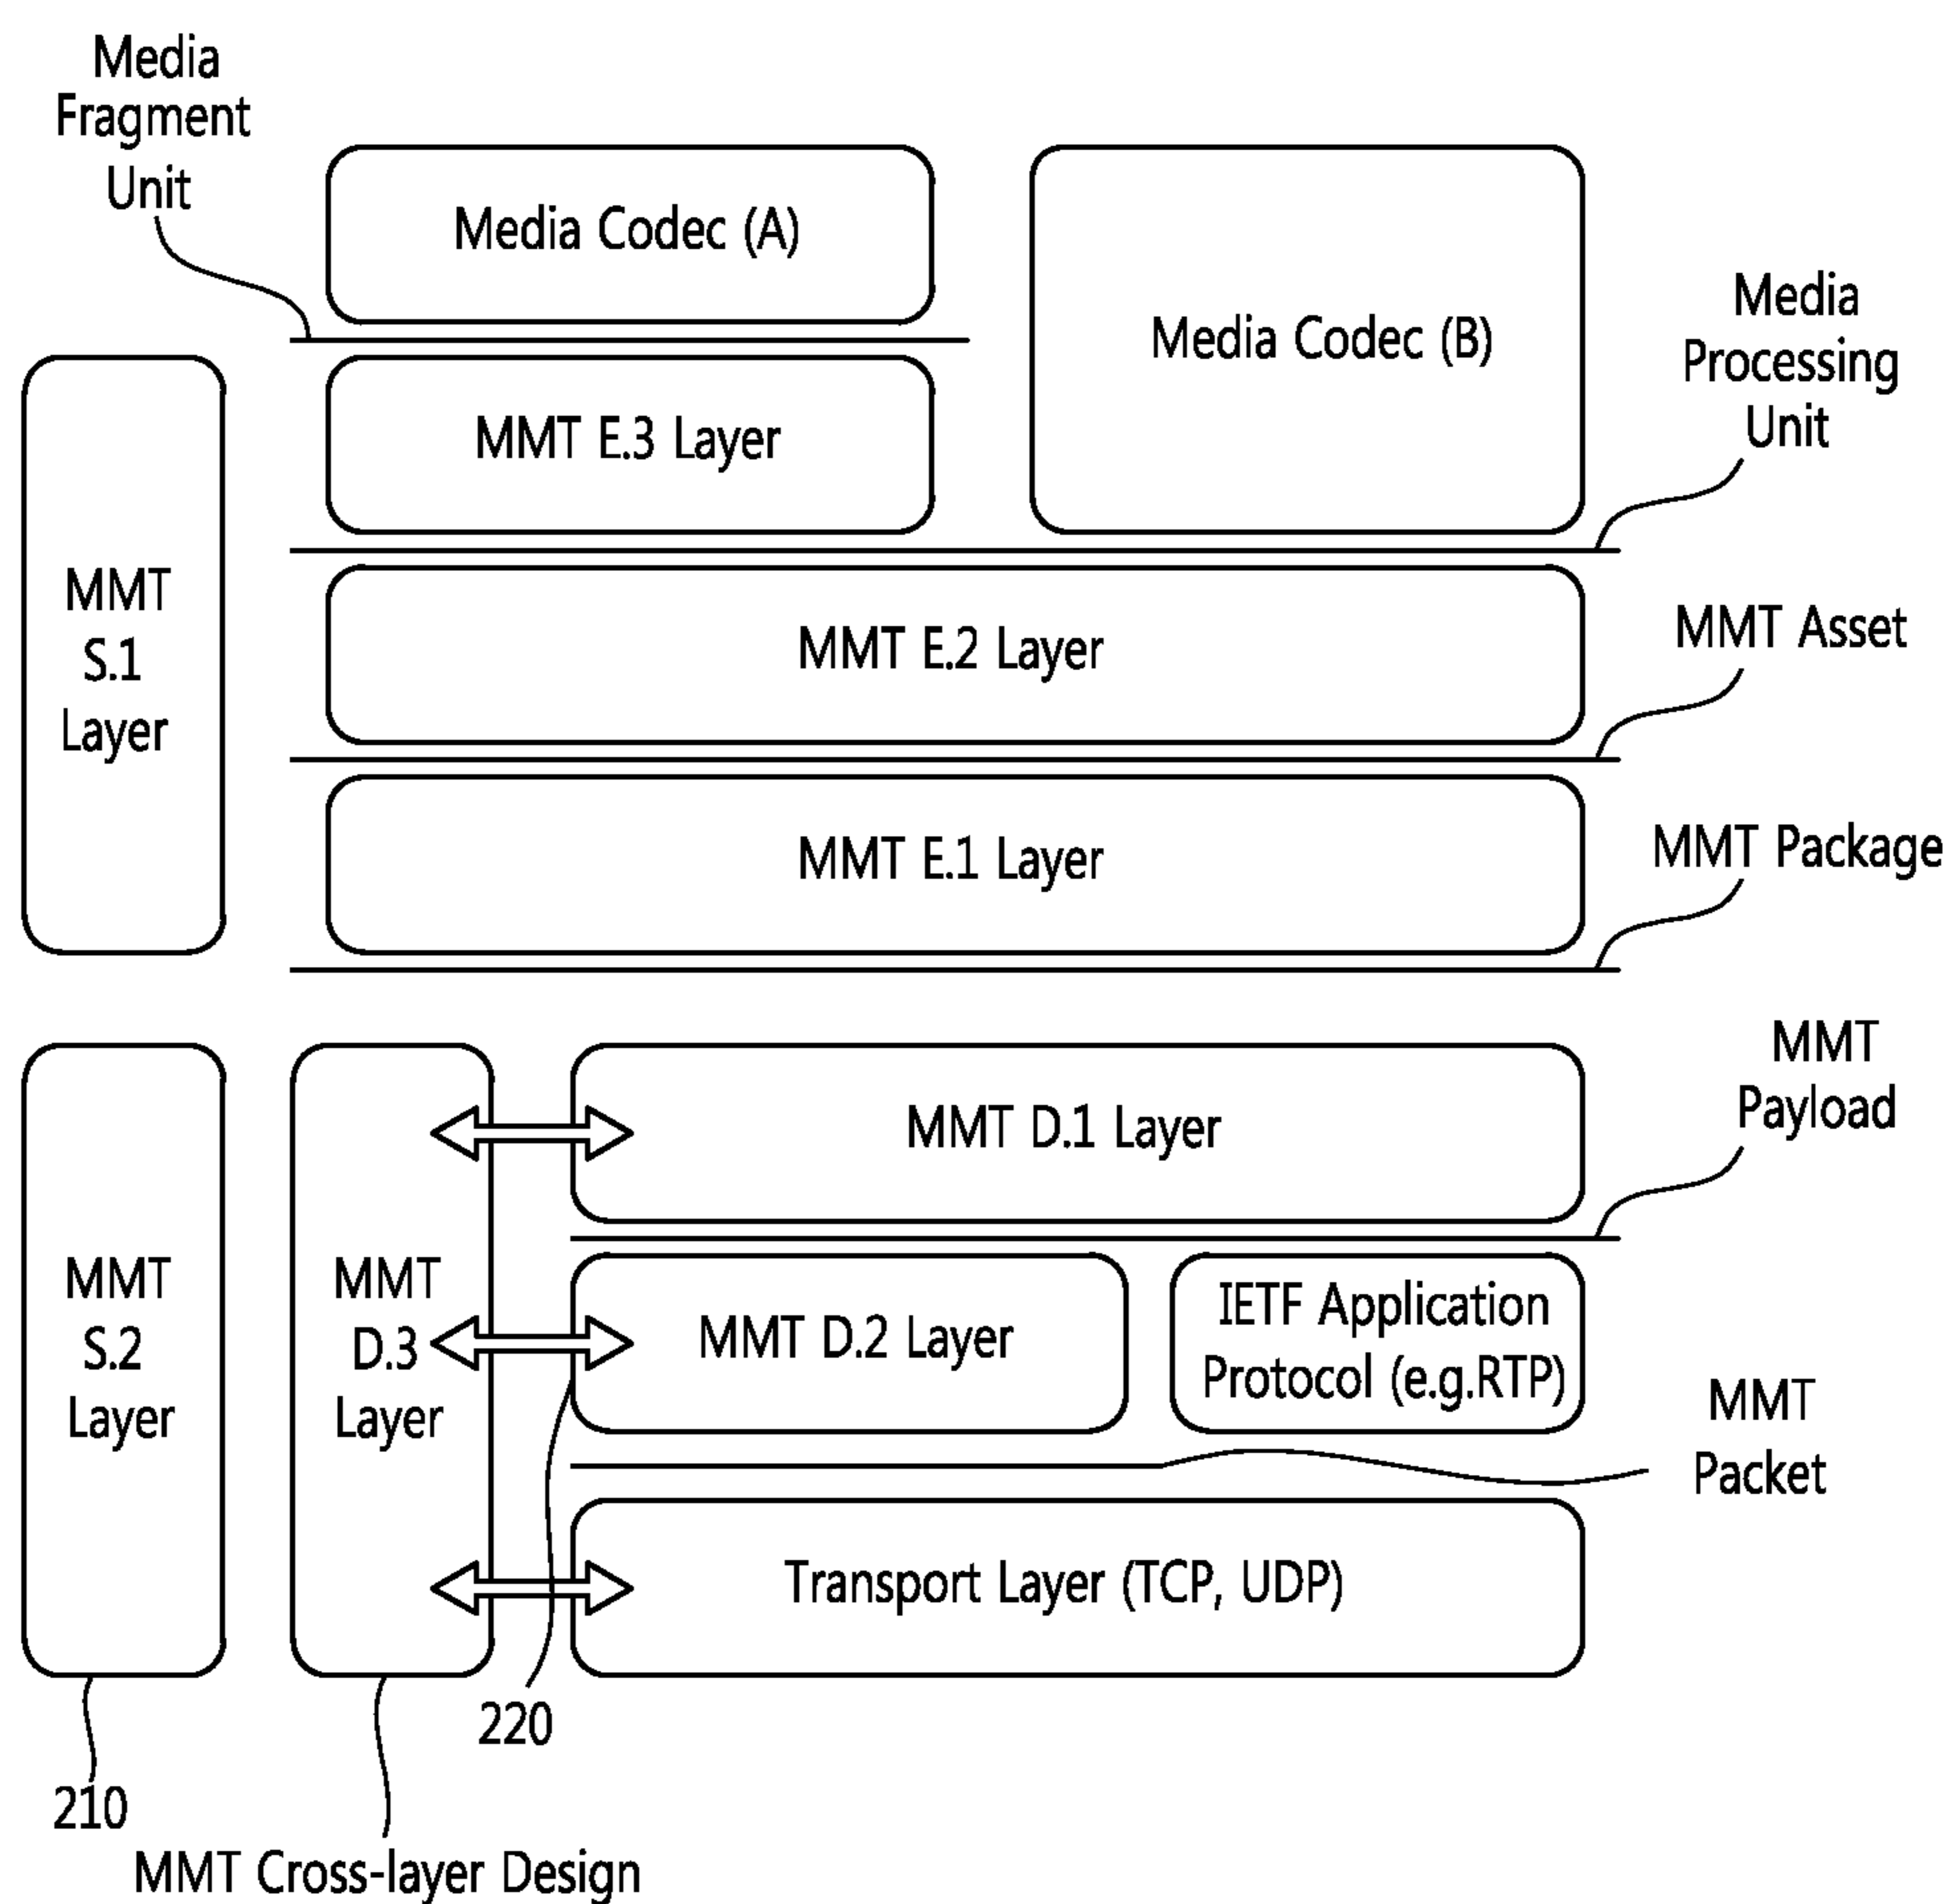 Media
Fragment
Unit
Media Codec (A)
Media Codec (B)
Media
Processing
Unit
MMT E.3 Layer
MMT
S.1
Layer
MMT E.2 Layer
MMT Asset
MMT E.1 Layer
MMT Package
MMT
Payload
MMT D.1 Layer
MMT
S.2
Layer
MMT
D.3
Layer
MMT D.2 Layer
IETF Application
Protocol (e.g.RTP)
MMT
Packet
Transport Layer (TCP, UDP)
220
210
MMT Cross-layer Design